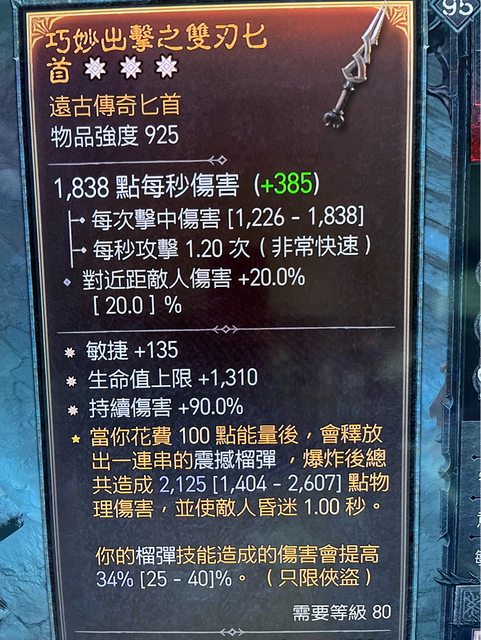 95
巧妙出擊之雙刃匕
首
遠古傳奇匕首
物品強度 925
1,838 點每秒傷害 (+385)
每次擊中傷害 [1,226 - 1,838]
每秒攻擊 1.20 次（非常快速）
對近距敵人傷害 +20.0%
[ 20.0 ] %
敏捷 +135
生命值上限 +1,310
持續傷害 +90.0%
當你花費 100 點能量後，會釋放
出一連串的震撼榴彈 ，爆炸後總
共造成 2,125 [1,404 - 2,607] 點物
理傷害，並使敵人昏迷 1.00 秒。
你的榴彈技能造成的傷害會提高
34% [25 - 40]%。（只限俠盜）
需要等級 80